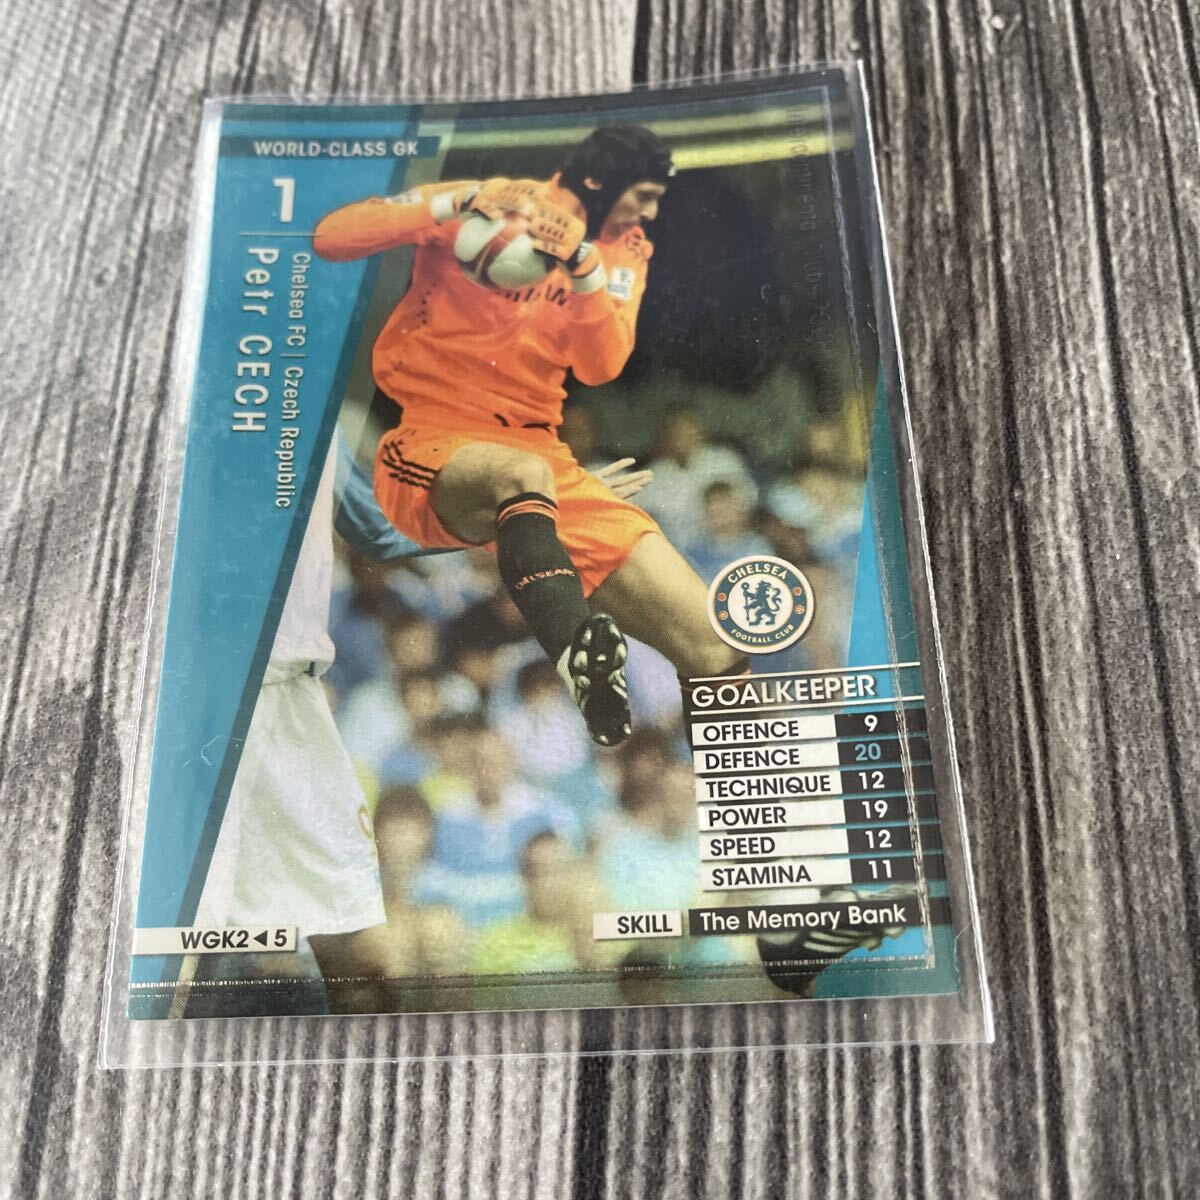 WORLD-CLASS GK
1
Chelsea FC | Czech Republic
Petr CECH
CHELSEA
FOOTBALL CLUB
GOALKEEPER
OFFENCE 9
DEFENCE 20
TECHNIQUE 12
POWER 19
SPEED 12
STAMINA 11
SKILL The Memory Bank
WGK2◀5